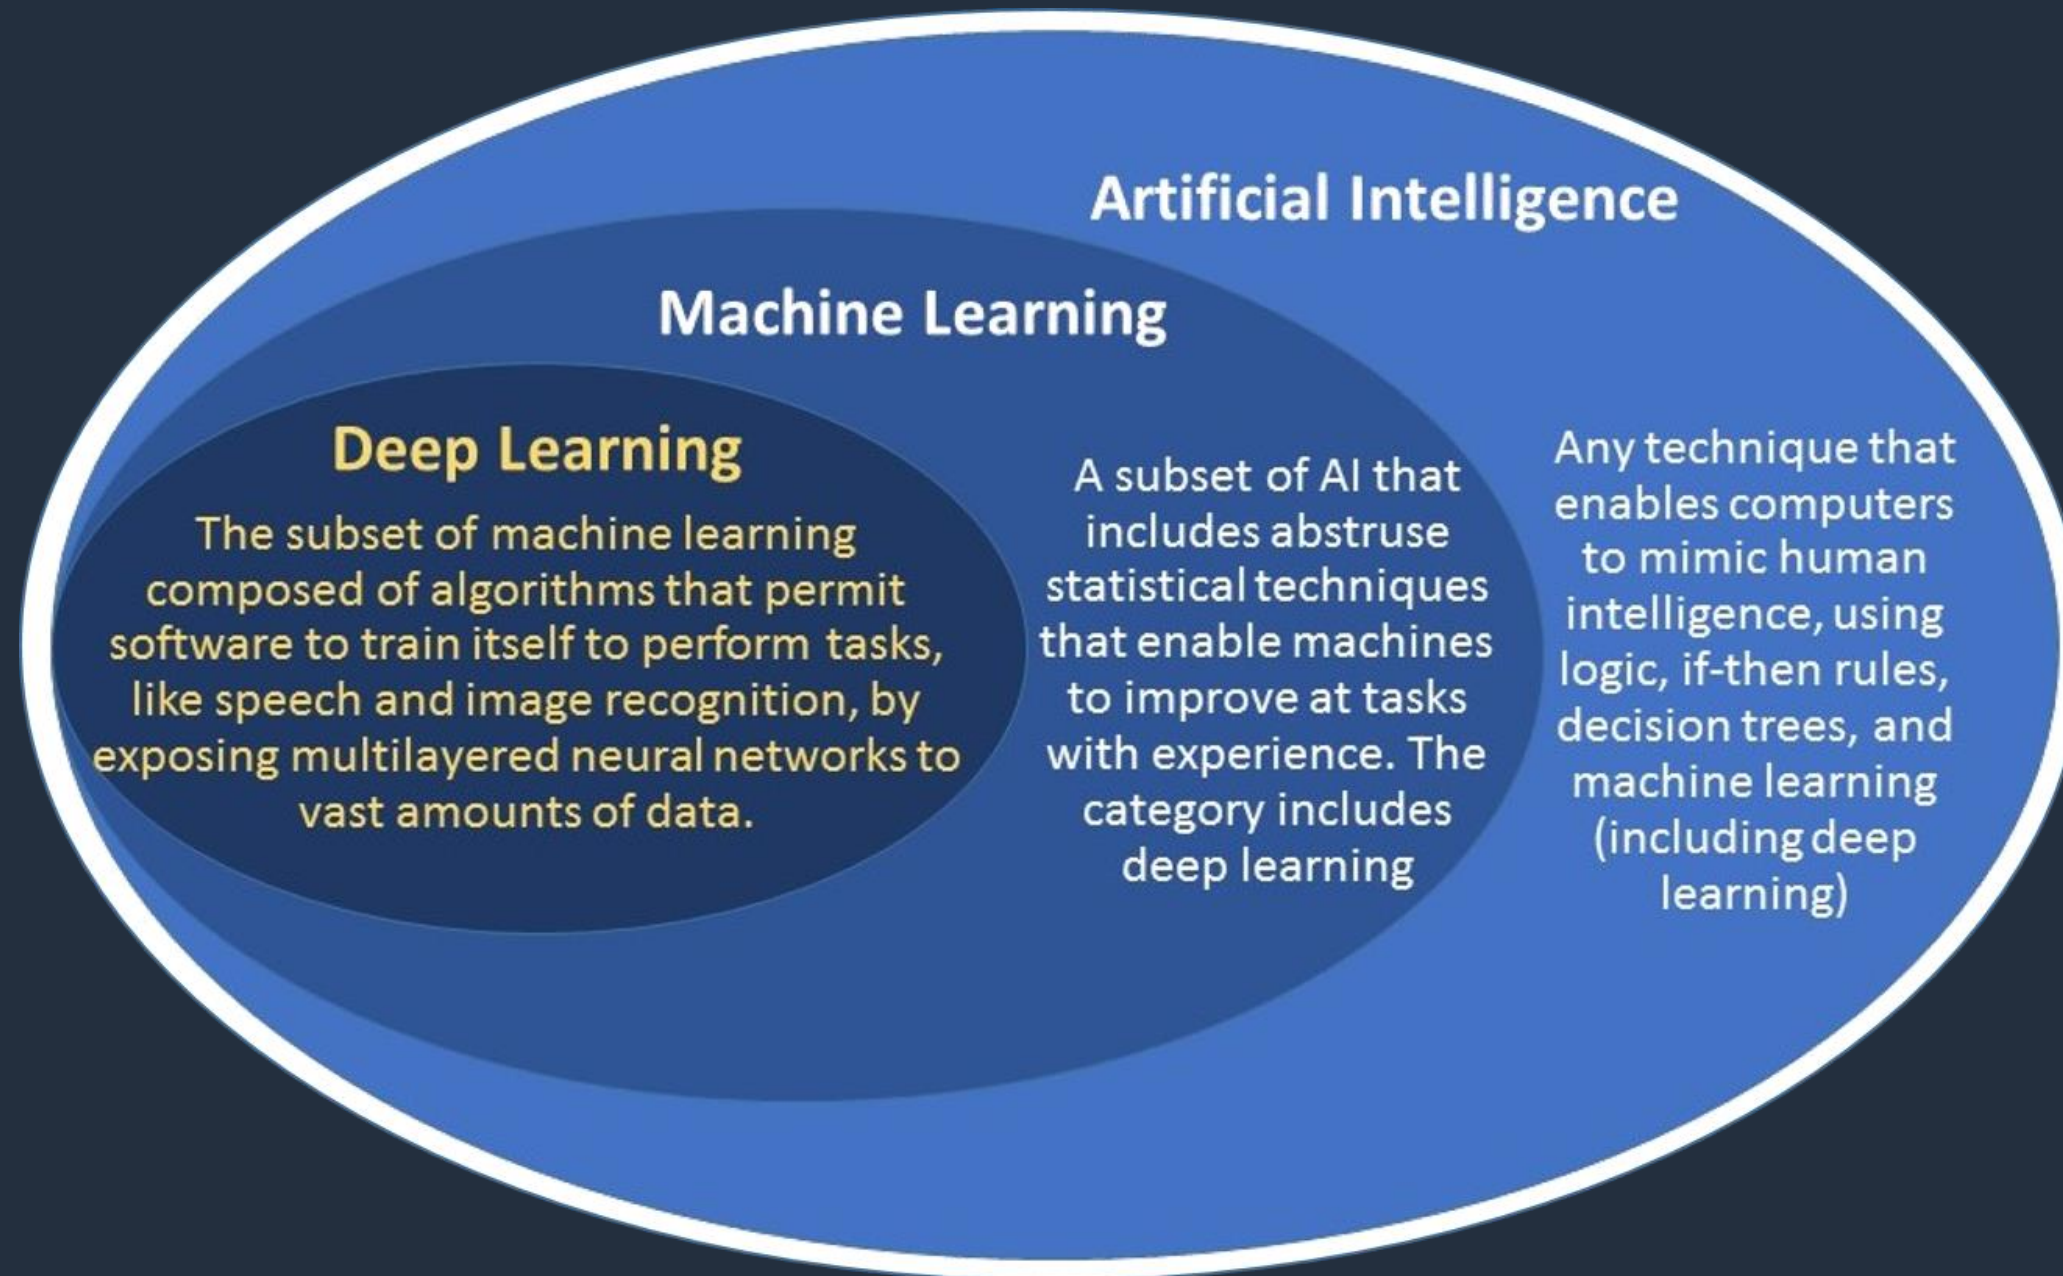 Artificial Intelligence
Machine Learning
Deep Learning
The subset of machine learning
composed of algorithms that permit
software to train itself to perform tasks,
like speech and image recognition, by
exposing multilayered neural networks to
vast amounts of data.
A subset of AI that
includes abstruse
statistical techniques
that enable machines
to improve at tasks
with experience. The
category includes
deep learning
Any technique that
enables computers
to mimic human
intelligence, using
logic, if-then rules,
decision trees, and
machine learning
(including deep
learning)